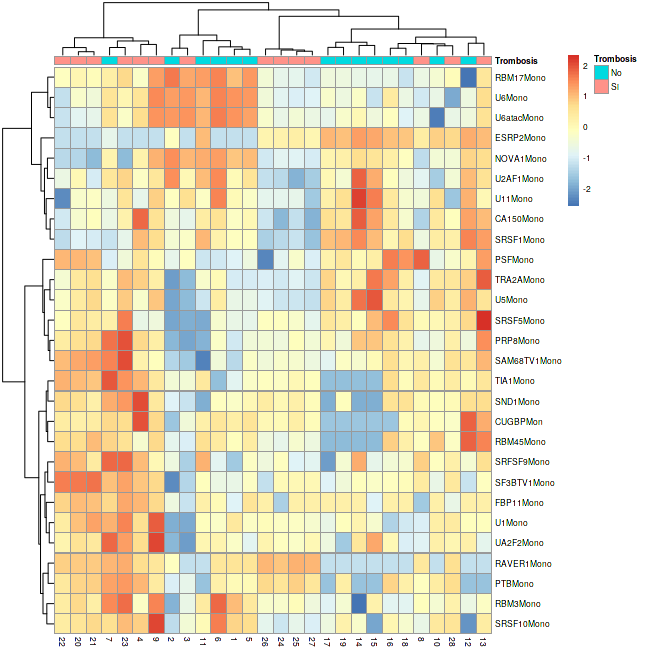 Trombosis
RBM17Mono
U6Mono
U6atacMono
ESRP2Mono
NOVA1Mono
U2AF1Mono
U11Mono
CA150Mono
SRSF1Mono
PSFMono
TRA2AMono
U5Mono
SRSF5Mono
PRP8Mono
SAM68TV1Mono
TIA1Mono
SND1Mono
CUGBPMon
RBM45Mono
SRFSF9Mono
SF3BTV1Mono
FBP11Mono
U1Mono
UA2F2Mono
RAVER1Mono
PTBMono
RBM3Mono
SRSF10Mono
22 20 21 7 23 4 9 2 3 11 6 1 5 26 24 25 27 17 19 14 15 16 18 8 10 28 12 13
2
1
0
-1
-2
Trombosis
No
SI